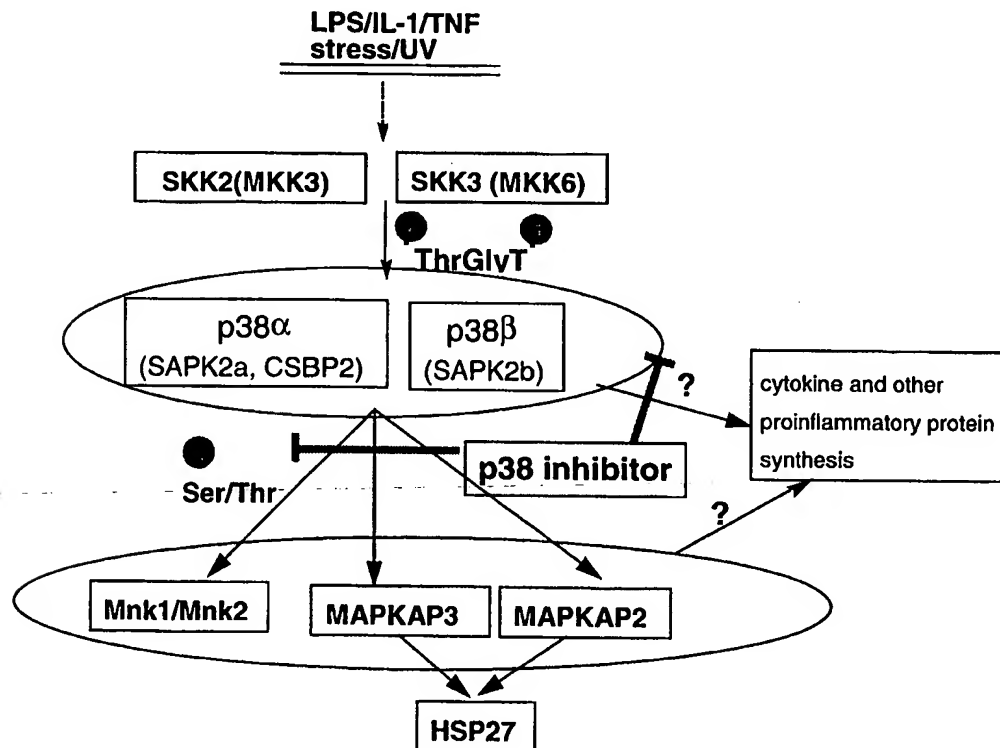 LPS/IL-1/TNF
stress/UV
SKK2(MKK3)
SKK3 (MKK6)
ThrGlyT
p38α
(SAPK2a, CSBP2)
p38β
(SAPK2b)
?
cytokine and other
proinflammatory protein
synthesis
p38 inhibitor
Ser/Thr
?
Mnk1/Mnk2
MAPKAP3
MAPKAP2
HSP27